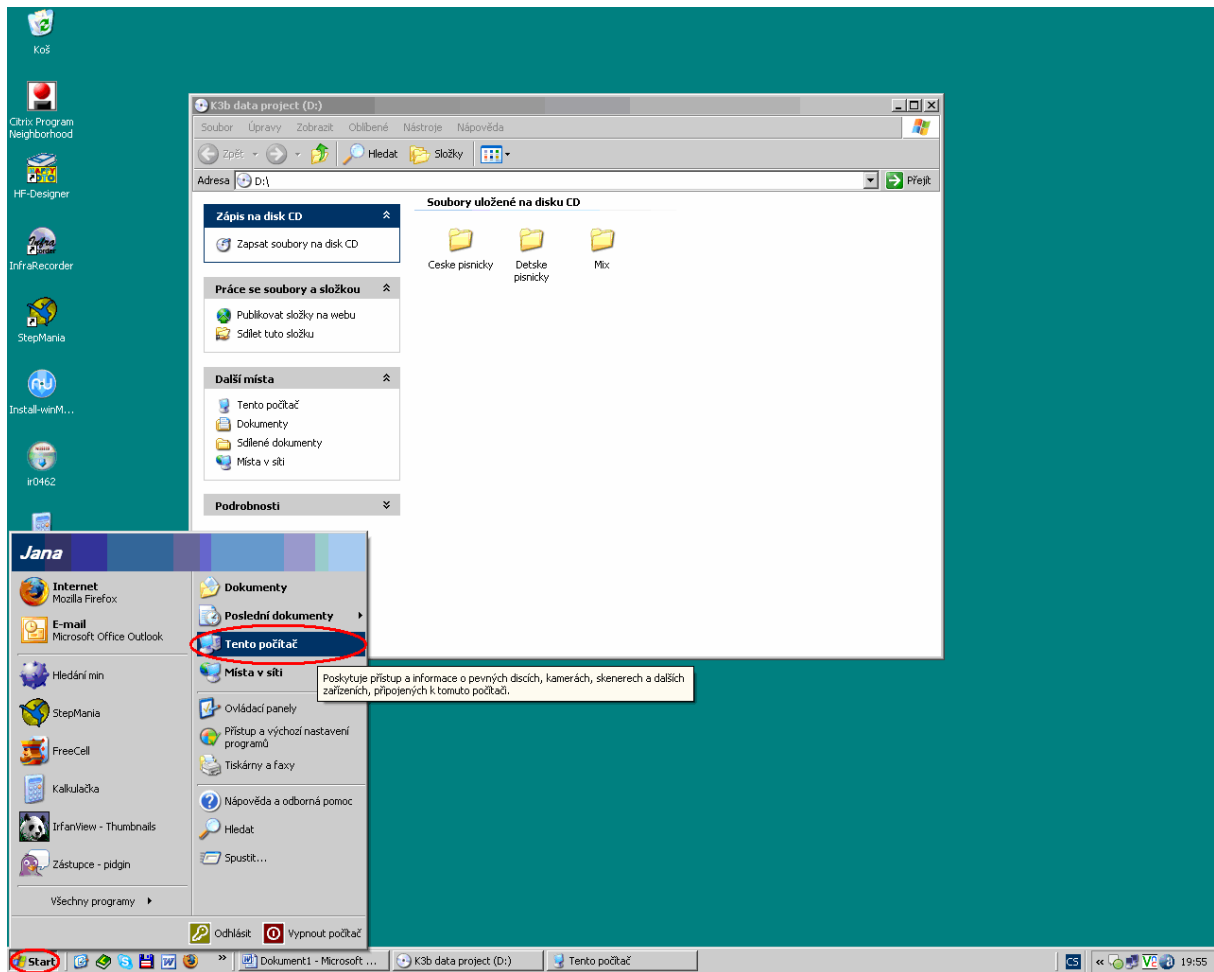 Koš
Citrix Program
Neighborhood
HF-Designer
InfraRecorder
StepMania
Install-winM...
ir0462
K3b data project (D:)
Soubor Úpravy Zobrazit Oblíbené Nástroje Nápověda
Zpět Hledat Složky
Adresa D:\ Přejít
Zápis na disk CD
Zapsat soubory na disk CD
Práce se soubory a složkou
Publikovat složky na webu
Sdílet tuto složku
Další místa
Tento počítač
Dokumenty
Sdílené dokumenty
Místa v síti
Podrobnosti
Soubory uložené na disku CD
Ceske pisnicky
Detske
pisnicky
Mix
Jana
Internet
Mozilla Firefox
E-mail
Microsoft Office Outlook
Hledání min
StepMania
FreeCell
Kalkulačka
IrfanView - Thumbnails
Zástupce - pidgin
Všechny programy
Dokumenty
Poslední dokumenty
Tento počítač
Místa v síti
Poskytuje přístup a informace o pevných discích, kamerách, skenerech a dalších
zařízeních, připojených k tomuto počítači.
Ovládací panely
Přístup a výchozí nastavení
programů
Tiskárny a faxy
Nápověda a odborná pomoc
Hledat
Spustit...
Odhlásit Vypnout počítač
Start » Dokument1 - Microsoft ... K3b data project (D:) Tento počítač CS « 19:55